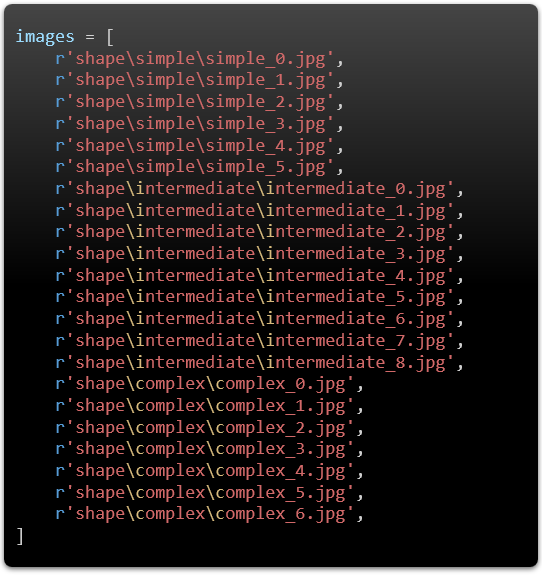 images = [
    r'shape\simple\simple_0.jpg',
    r'shape\simple\simple_1.jpg',
    r'shape\simple\simple_2.jpg',
    r'shape\simple\simple_3.jpg',
    r'shape\simple\simple_4.jpg',
    r'shape\simple\simple_5.jpg',
    r'shape\intermediate\intermediate_0.jpg',
    r'shape\intermediate\intermediate_1.jpg',
    r'shape\intermediate\intermediate_2.jpg',
    r'shape\intermediate\intermediate_3.jpg',
    r'shape\intermediate\intermediate_4.jpg',
    r'shape\intermediate\intermediate_5.jpg',
    r'shape\intermediate\intermediate_6.jpg',
    r'shape\intermediate\intermediate_7.jpg',
    r'shape\intermediate\intermediate_8.jpg',
    r'shape\complex\complex_0.jpg',
    r'shape\complex\complex_1.jpg',
    r'shape\complex\complex_2.jpg',
    r'shape\complex\complex_3.jpg',
    r'shape\complex\complex_4.jpg',
    r'shape\complex\complex_5.jpg',
    r'shape\complex\complex_6.jpg',
]